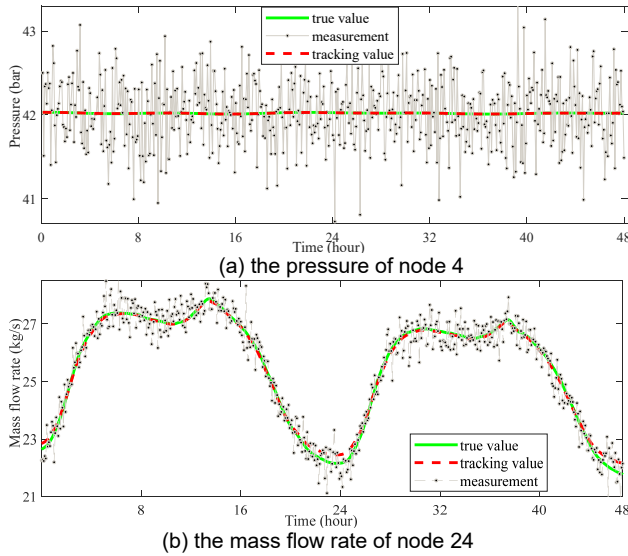 43
42
41
Pressure (bar)
true value
measurement
tracking value
0 8 16 24 32 40 48
Time (hour)
(a) the pressure of node 4
27
25
23
21
Mass flow rate (kg/s)
true value
tracking value
measurement
8 16 24 32 40 48
Time (hour)
(b) the mass flow rate of node 24